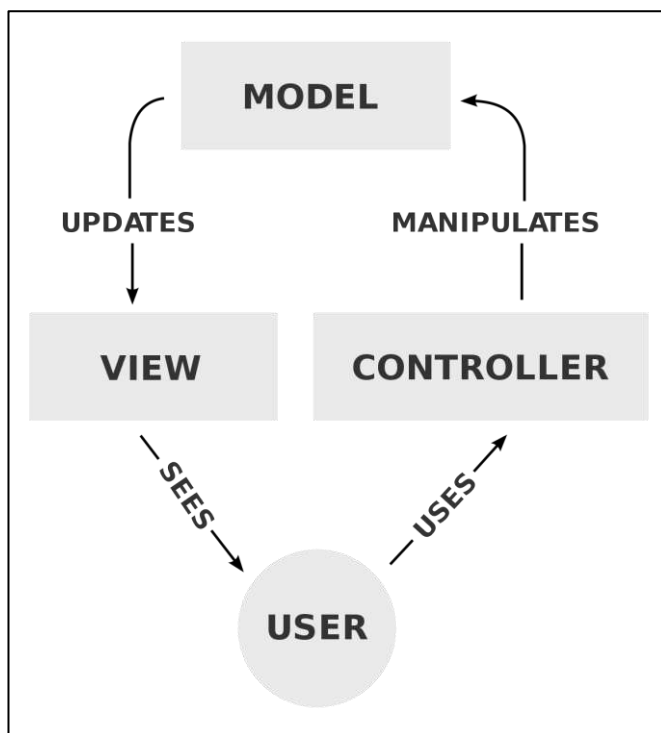 MODEL
UPDATES
MANIPULATES
VIEW
CONTROLLER
SEES
USES
USER